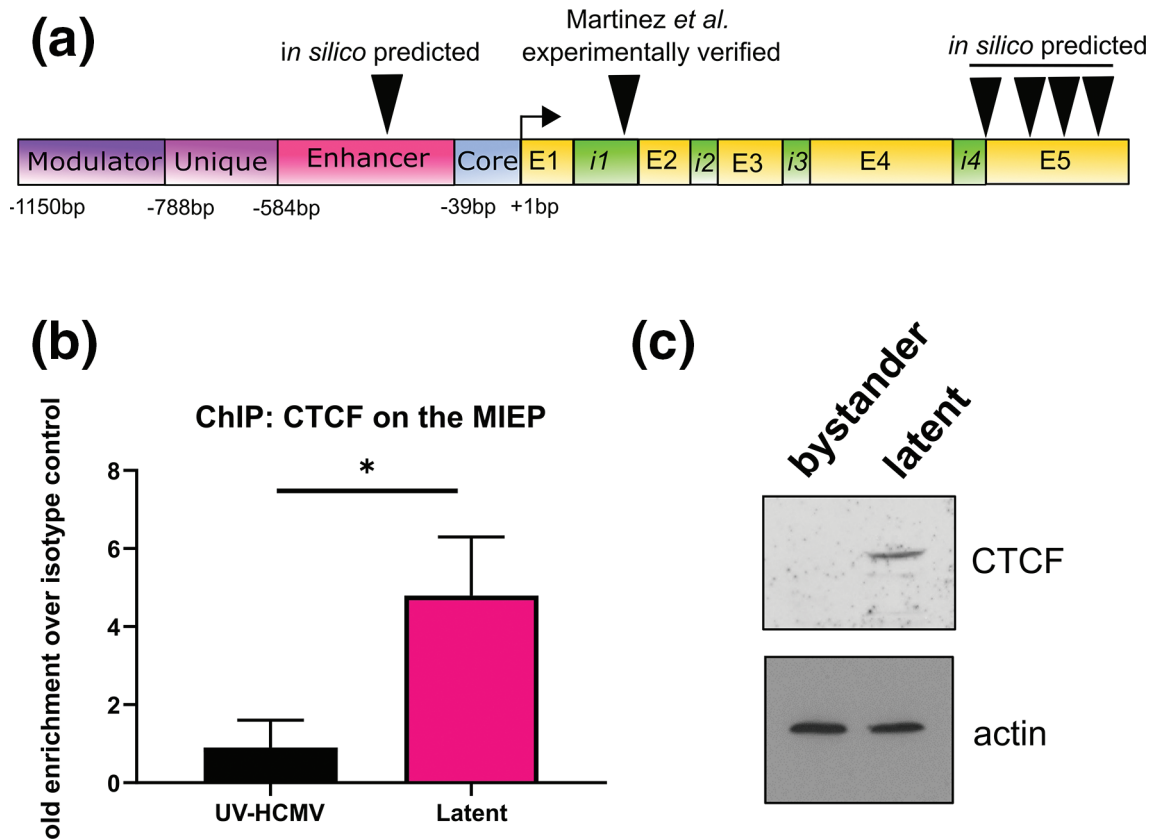 (a)
in silico predicted
Martinez et al.
experimentally verified
in silico predicted
Modulator Unique Enhancer Core E1 i1 E2 i2 E3 i3 E4 i4 E5
-1150bp -788bp -584bp -39bp +1bp
(b)
ChIP: CTCF on the MIEP
old enrichment over isotype control
8
*
6
4
2
0
UV-HCMV Latent
(c)
bystander
latent
CTCF
actin